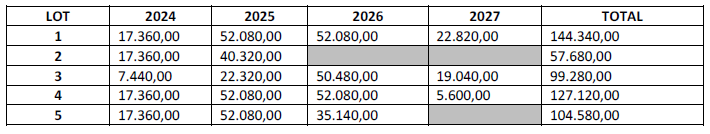 LOT 2024 2025 2026 2027 TOTAL
1 17.360,00 52.080,00 52.080,00 22.820,00 144.340,00
2 17.360,00 40.320,00 57.680,00
3 7.440,00 22.320,00 50.480,00 19.040,00 99.280,00
4 17.360,00 52.080,00 52.080,00 5.600,00 127.120,00
5 17.360,00 52.080,00 35.140,00 104.580,00